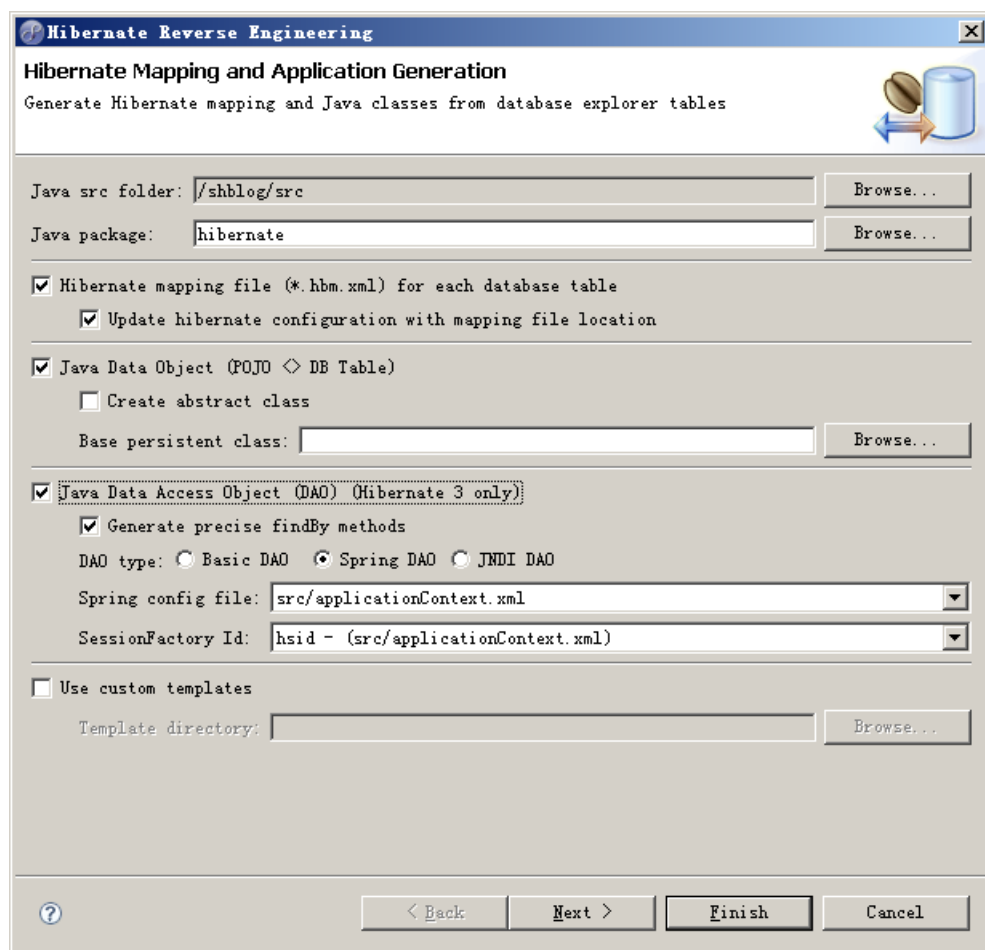 Hibernate Reverse Engineering
Hibernate Mapping and Application Generation
Generate Hibernate mapping and Java classes from database explorer tables
Java src folder: /shblog/src Browse...
Java package: hibernate Browse...
Hibernate mapping file (*.hbm.xml) for each database table
Update hibernate configuration with mapping file location
Java Data Object (POJO <> DB Table)
Create abstract class
Base persistent class: Browse...
Java Data Access Object (DAO) (Hibernate 3 only)
Generate precise findBy methods
DAO type: Basic DAO Spring DAO JNDI DAO
Spring config file: src/applicationContext.xml
SessionFactory Id: hsid - (src/applicationContext.xml)
Use custom templates
Template directory: Browse...
? < Back Next > Finish Cancel